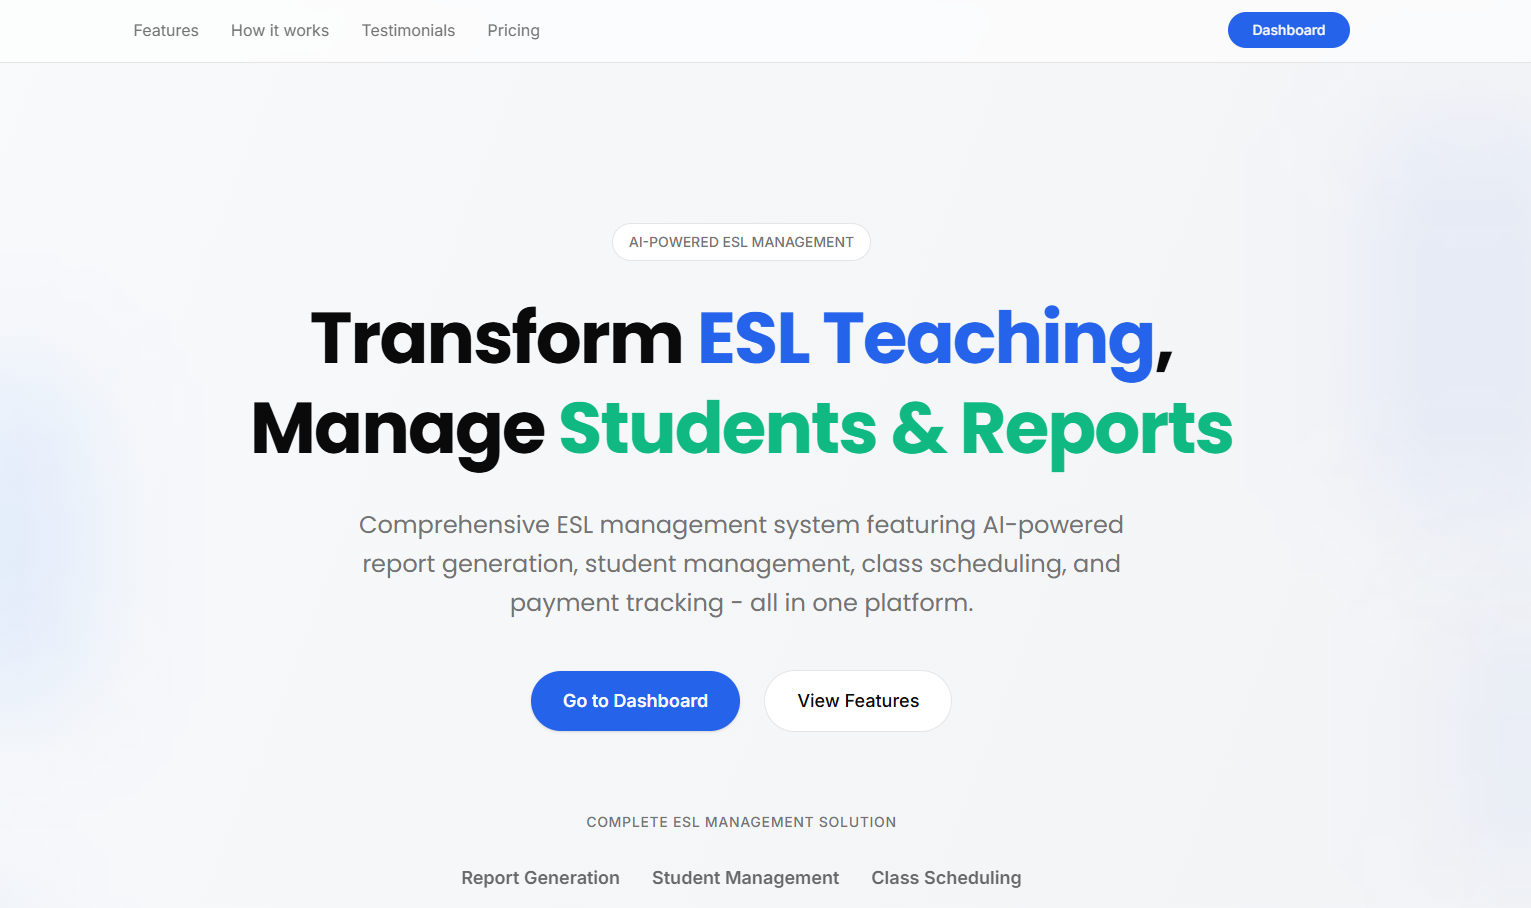 Features How it works Testimonials Pricing Dashboard
AI-POWERED ESL MANAGEMENT
Transform ESL Teaching,
Manage Students & Reports
Comprehensive ESL management system featuring AI-powered
report generation, student management, class scheduling, and
payment tracking - all in one platform.
Go to Dashboard View Features
COMPLETE ESL MANAGEMENT SOLUTION
Report Generation Student Management Class Scheduling